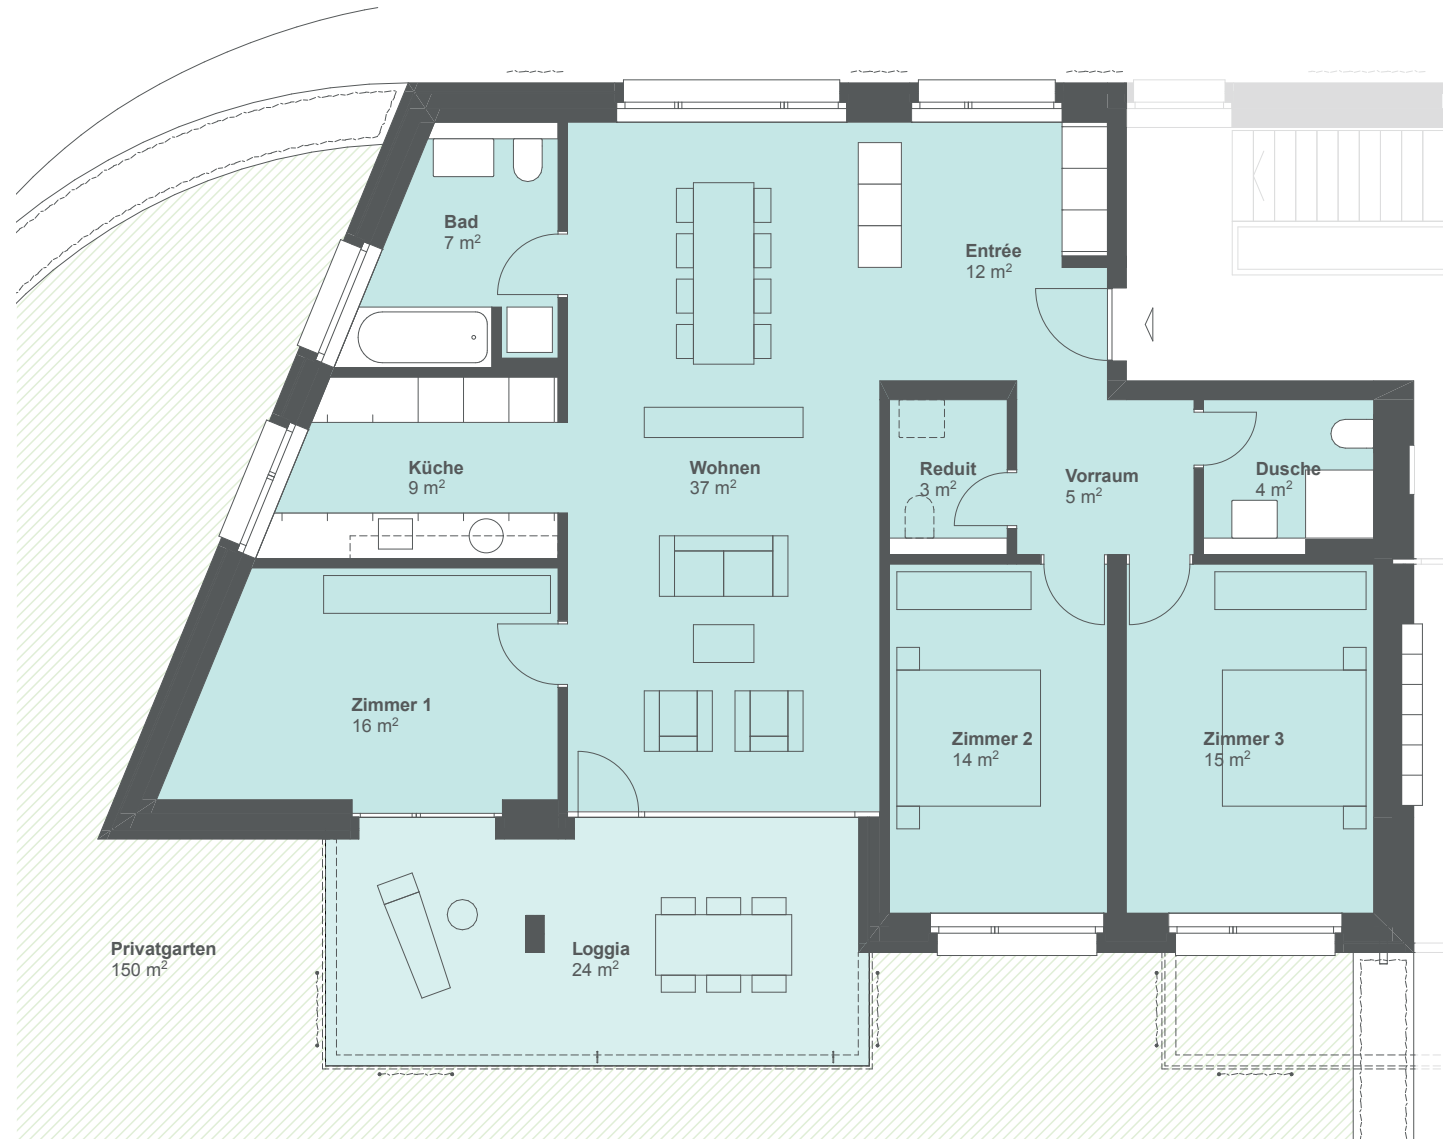 Bad
7 m²
Entrée
12 m²
Küche
9 m²
Wohnen
37 m²
Reduit
3 m²
Vorraum
5 m²
Dusche
4 m²
Zimmer 1
16 m²
Zimmer 2
14 m²
Zimmer 3
15 m²
Privatgarten
150 m²
Loggia
24 m²